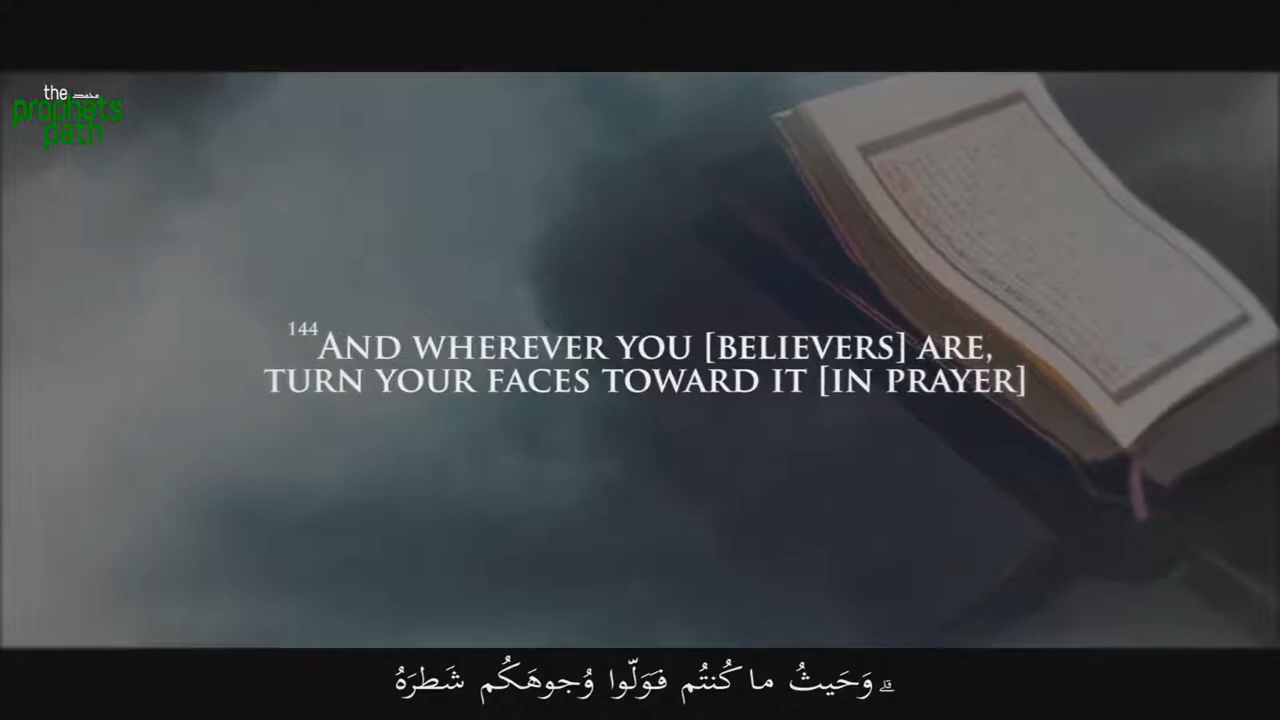 the
prophets
path
144 AND WHEREVER YOU [BELIEVERS] ARE,
TURN YOUR FACES TOWARD IT [IN PRAYER]
ۗ وَحَيثُ ما كُنتُم فَوَلّوا وُجوهَكُم شَطرَهُ